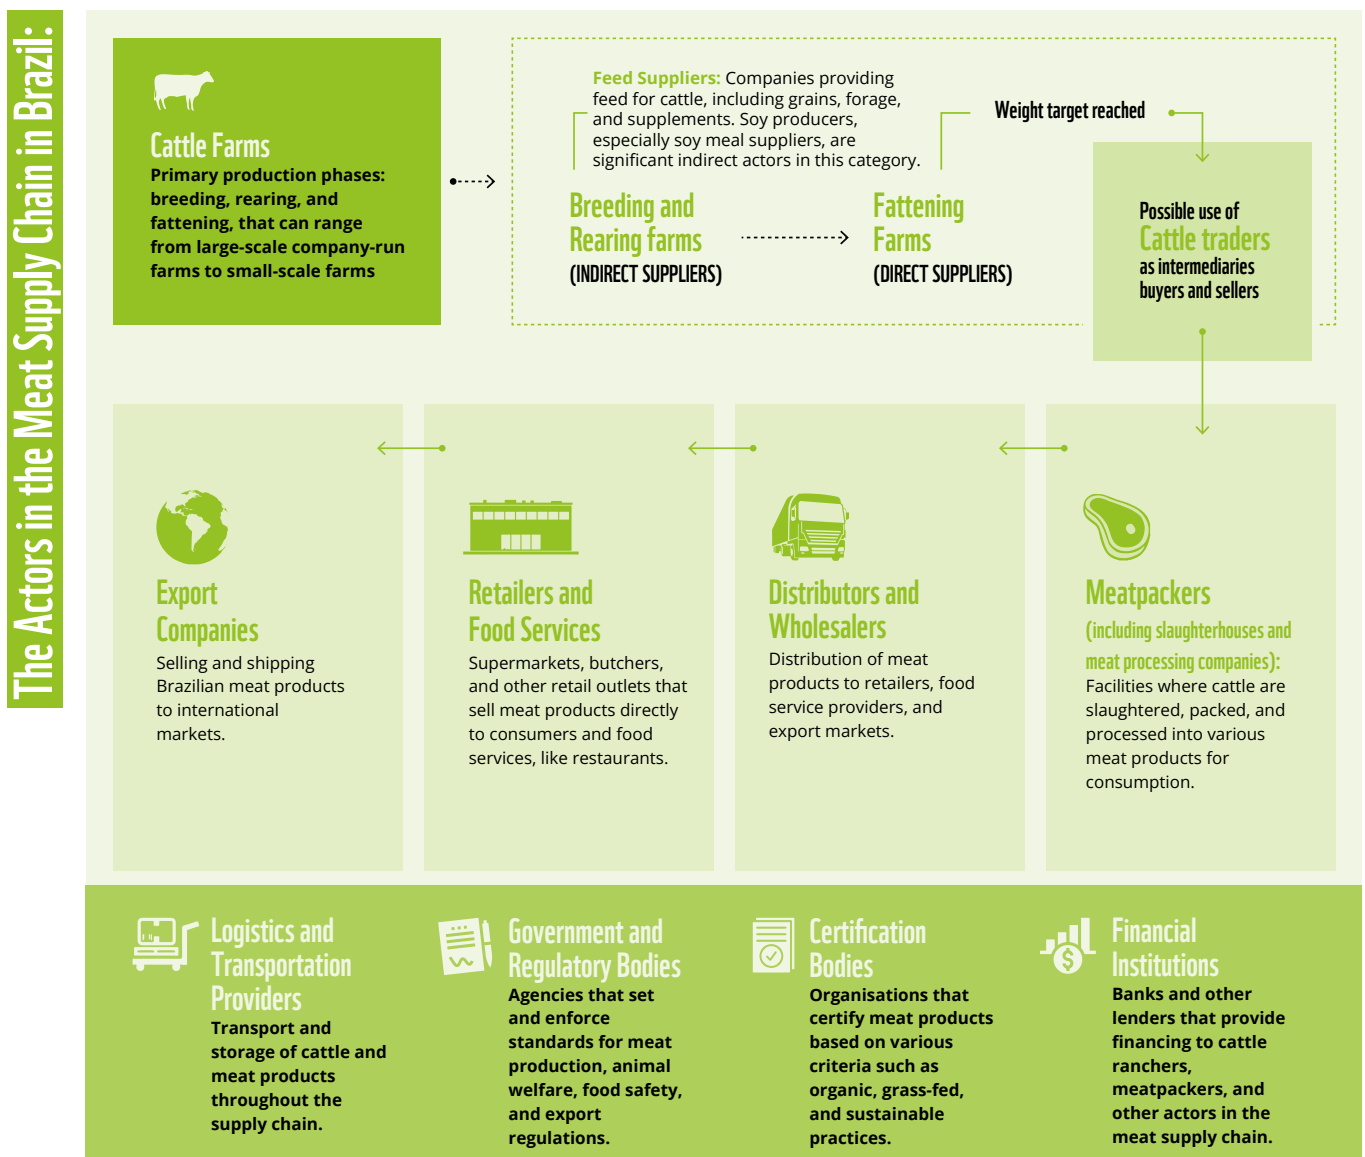 The Actors in the Meat Supply Chain in Brazil:
Cattle Farms
Primary production phases:
breeding, rearing, and
fattening, that can range
from large-scale company-run
farms to small-scale farms
Feed Suppliers: Companies providing
feed for cattle, including grains, forage,
and supplements. Soy producers,
especially soy meal suppliers, are
significant indirect actors in this category.
Breeding and
Rearing farms
(INDIRECT SUPPLIERS)
Fattening
Farms
(DIRECT SUPPLIERS)
Weight target reached
Possible use of
Cattle traders
as intermediaries
buyers and sellers
Export
Companies
Selling and shipping
Brazilian meat products
to international
markets.
Retailers and
Food Services
Supermarkets, butchers,
and other retail outlets that
sell meat products directly
to consumers and food
services, like restaurants.
Distributors and
Wholesalers
Distribution of meat
products to retailers, food
service providers, and
export markets.
Meatpackers
(including slaughterhouses and
meat processing companies):
Facilities where cattle are
slaughtered, packed, and
processed into various
meat products for
consumption.
Logistics and
Transportation
Providers
Transport and
storage of cattle and
meat products
throughout the
supply chain.
Government and
Regulatory Bodies
Agencies that set
and enforce
standards for meat
production, animal
welfare, food safety,
and export
regulations.
Certification
Bodies
Organisations that
certify meat products
based on various
criteria such as
organic, grass-fed,
and sustainable
practices.
$
Financial
Institutions
Banks and other
lenders that provide
financing to cattle
ranchers,
meatpackers, and
other actors in the
meat supply chain.